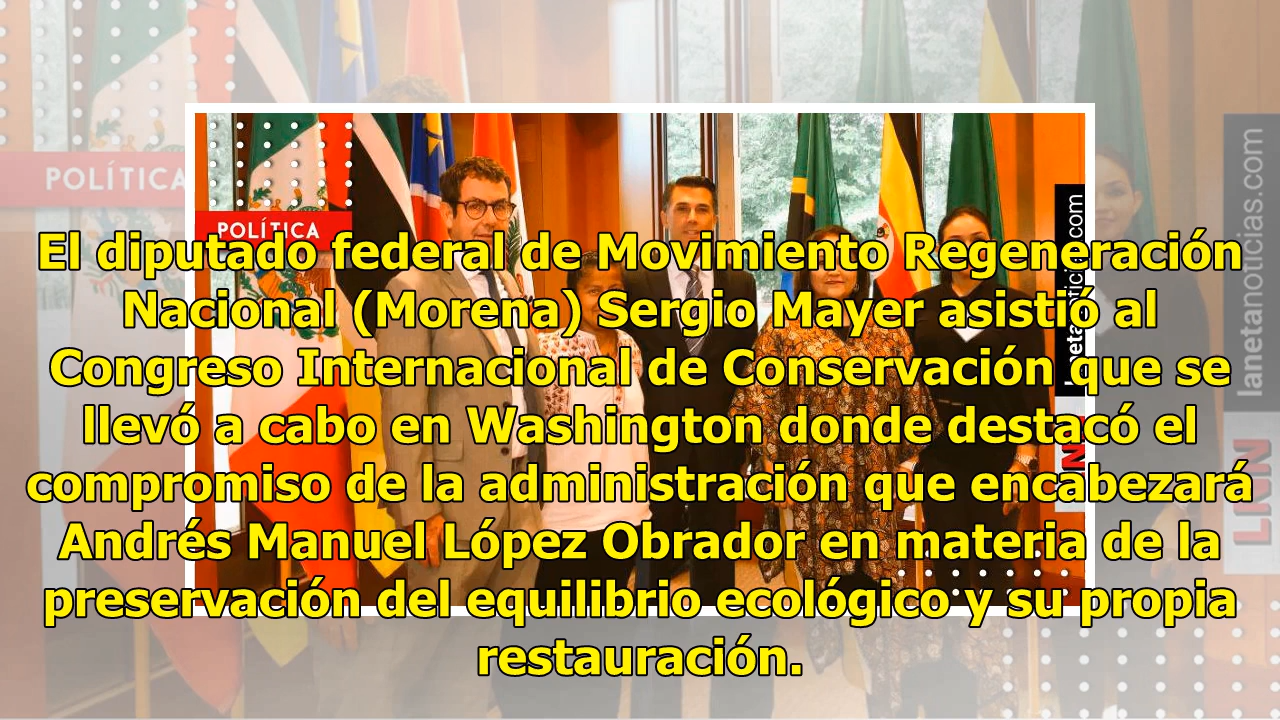 POLÍTICA
POLÍTICA
El diputado federal de Movimiento Regeneración
Nacional (Morena) Sergio Mayer asistió al
Congreso Internacional de Conservación que se
llevó a cabo en Washington donde destacó el
compromiso de la administración que encabezará
Andrés Manuel López Obrador en materia de la
preservación del equilibrio ecológico y su propia
restauración.
lanetanoticias.com
LNN